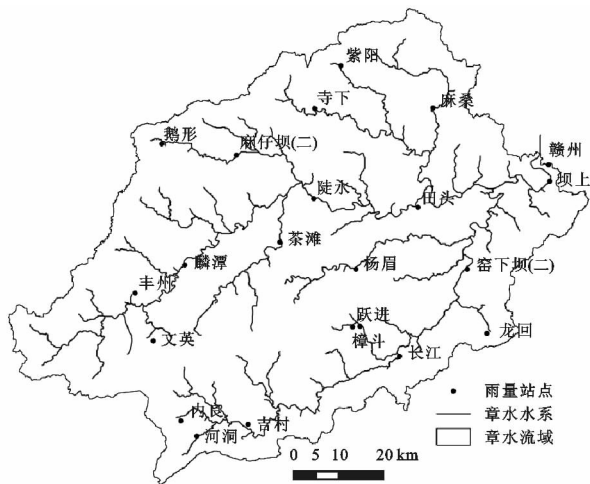 紫阳
寺下
麻桑
鹅形
麻仔坝(二)
赣州
坝上
陡水
田头
茶滩
麟潭
杨眉
窑下坝(二)
丰州
跃进
文英
樟斗
龙回
长江
内良
吉村
河洞
雨量站点
章水水系
章水流域
0 5 10 20 km